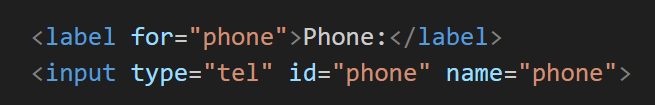 <label for="phone">Phone:</label>
<input type="tel" id="phone" name="phone">